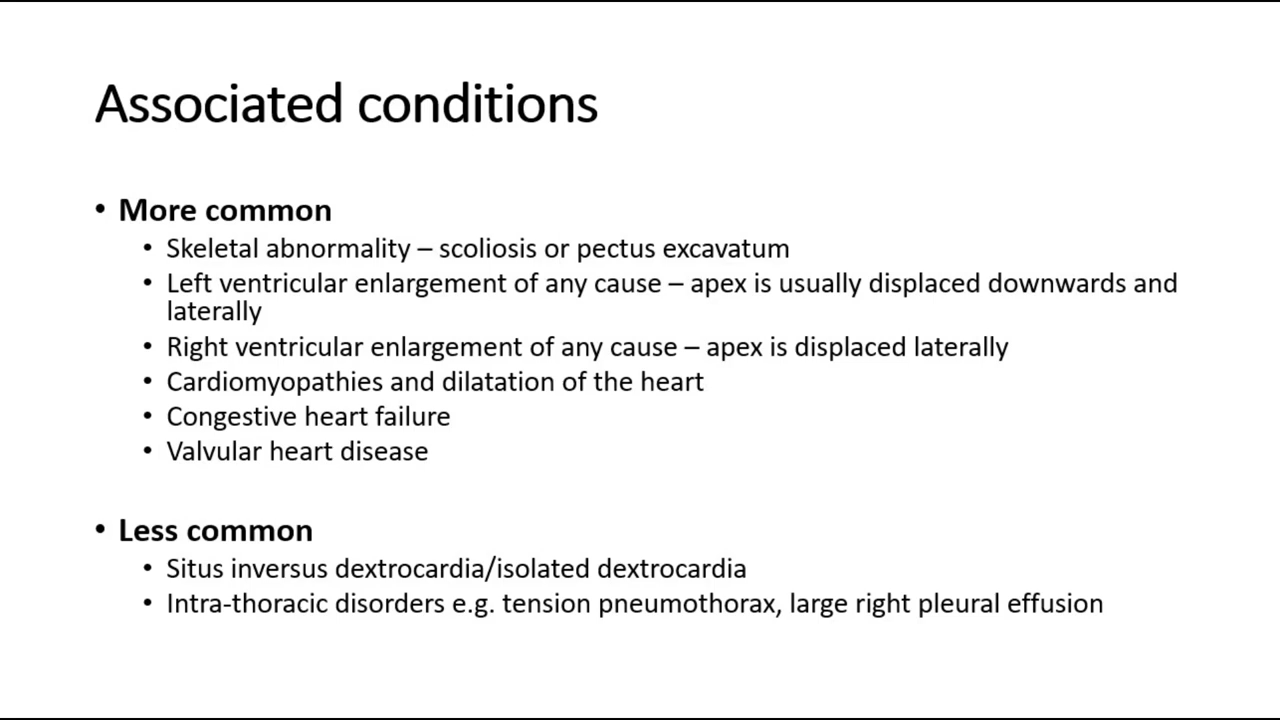 Associated conditions
• More common
• Skeletal abnormality – scoliosis or pectus excavatum
• Left ventricular enlargement of any cause – apex is usually displaced downwards and
laterally
• Right ventricular enlargement of any cause – apex is displaced laterally
• Cardiomyopathies and dilatation of the heart
• Congestive heart failure
• Valvular heart disease
• Less common
• Situs inversus dextrocardia/isolated dextrocardia
• Intra-thoracic disorders e.g. tension pneumothorax, large right pleural effusion